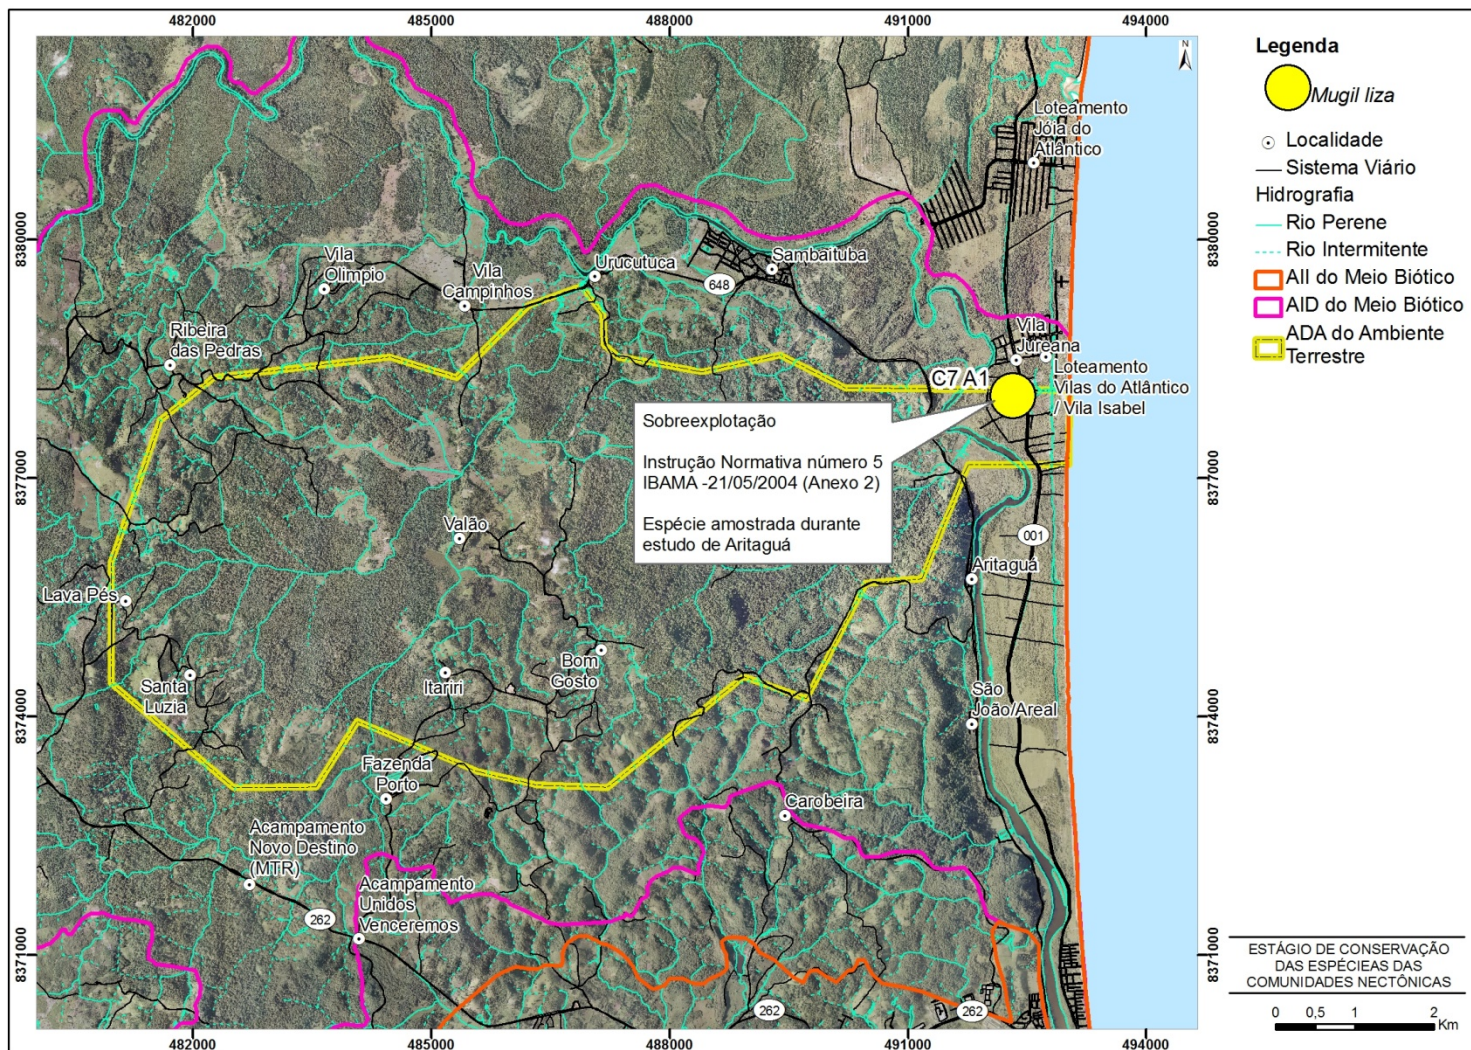 482000
485000
488000
491000
494000
8380000
8377000
8374000
8371000
N
Loteamento
Jóia do
Atlântico
Vila
Olímpio
Vila
Campinhos
Urucutuca
Sambaituba
648
Ribeira
das Pedras
Vila
Jureana
Loteamento
Vilas do Atlântico
/ Vila Isabel
C7 A1
Sobreexplotação
Instrução Normativa número 5
IBAMA -21/05/2004 (Anexo 2)
Espécie amostrada durante
estudo de Aritaguá
Valão
001
Aritaguá
Lava Pés
Santa
Luzia
Itariri
Bom
Gosto
São
João/Areal
Fazenda
Porto
Carobeira
Acampamento
Novo Destino
(MTR)
Acampamento
Unidos
Venceremos
262
262
262
8380000
8377000
8374000
8371000
482000
485000
488000
491000
494000
Legenda
Mugil liza
Localidade
Sistema Viário
Hidrografia
Rio Perene
Rio Intermitente
AII do Meio Biótico
AID do Meio Biótico
ADA do Ambiente
Terrestre
ESTÁGIO DE CONSERVAÇÃO
DAS ESPÉCIEAS DAS
COMUNIDADES NECTÔNICAS
0 0,5 1 2
Km